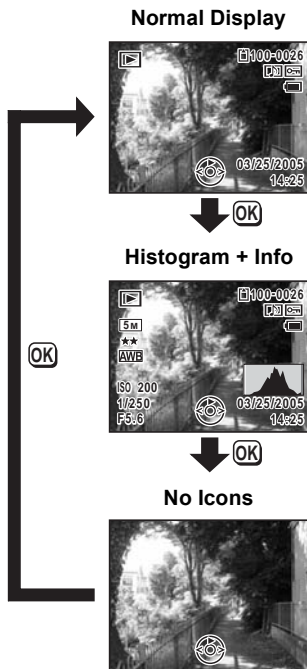 Normal Display
100-0026
03/25/2005
14:25
OK
Histogram + Info
100-0026
5M
AWB
ISO 200
1/250
F5.6
03/25/2005
14:25
OK
OK
No Icons